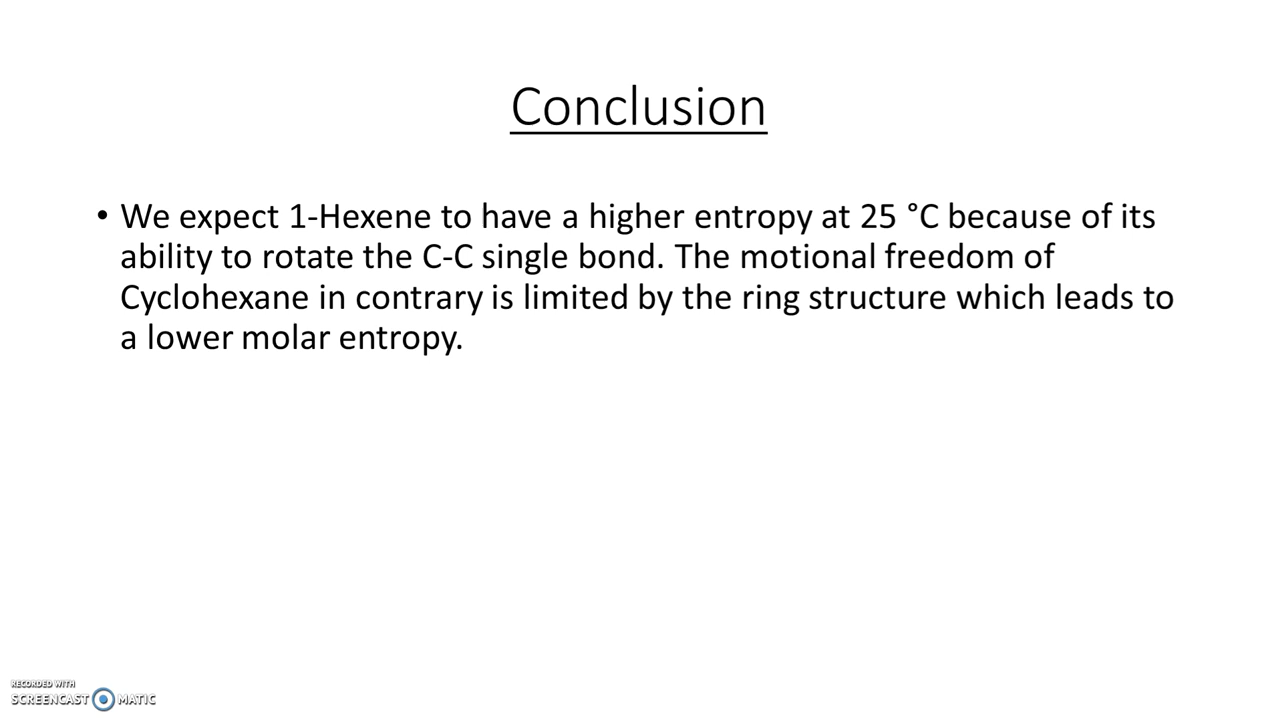 Conclusion
• We expect 1-Hexene to have a higher entropy at 25 °C because of its
ability to rotate the C-C single bond. The motional freedom of
Cyclohexane in contrary is limited by the ring structure which leads to
a lower molar entropy.
RECORDED WITH
SCREENCAST MATIC